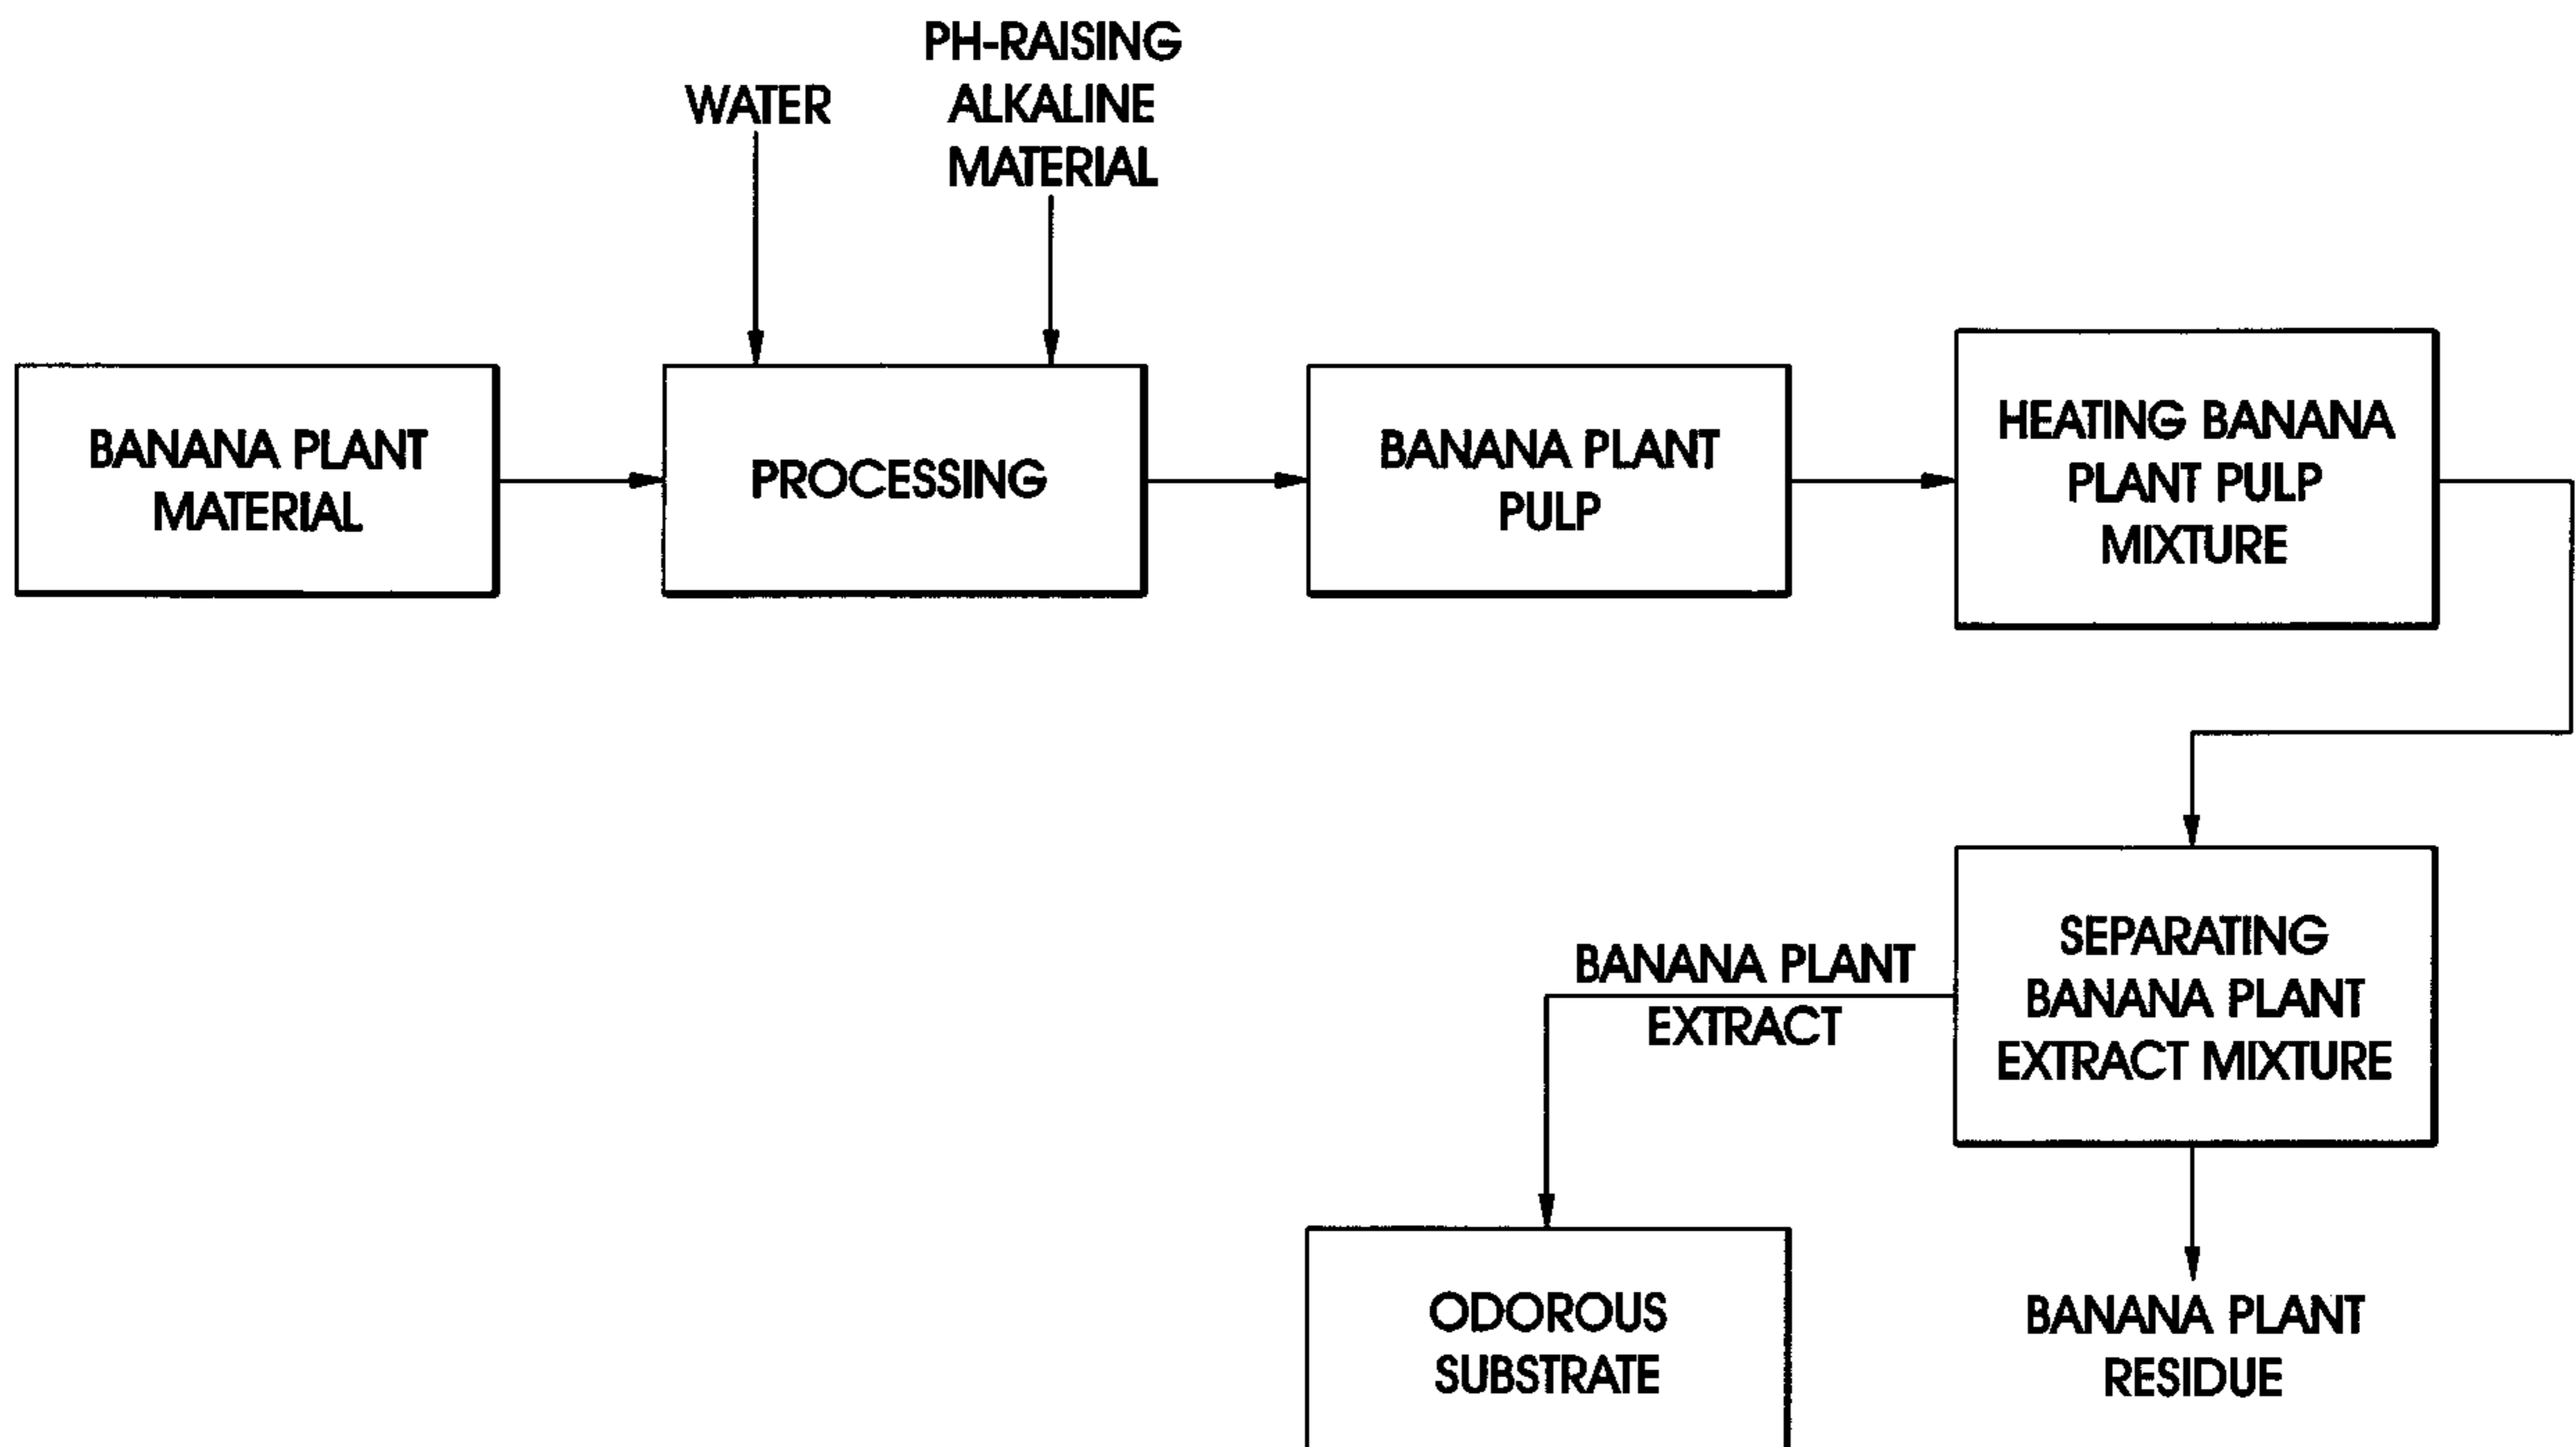 PH-RAISING
ALKALINE
MATERIAL
WATER
BANANA PLANT
MATERIAL
PROCESSING
BANANA PLANT
PULP
HEATING BANANA
PLANT PULP
MIXTURE
SEPARATING
BANANA PLANT
EXTRACT MIXTURE
BANANA PLANT
EXTRACT
ODOROUS
SUBSTRATE
BANANA PLANT
RESIDUE